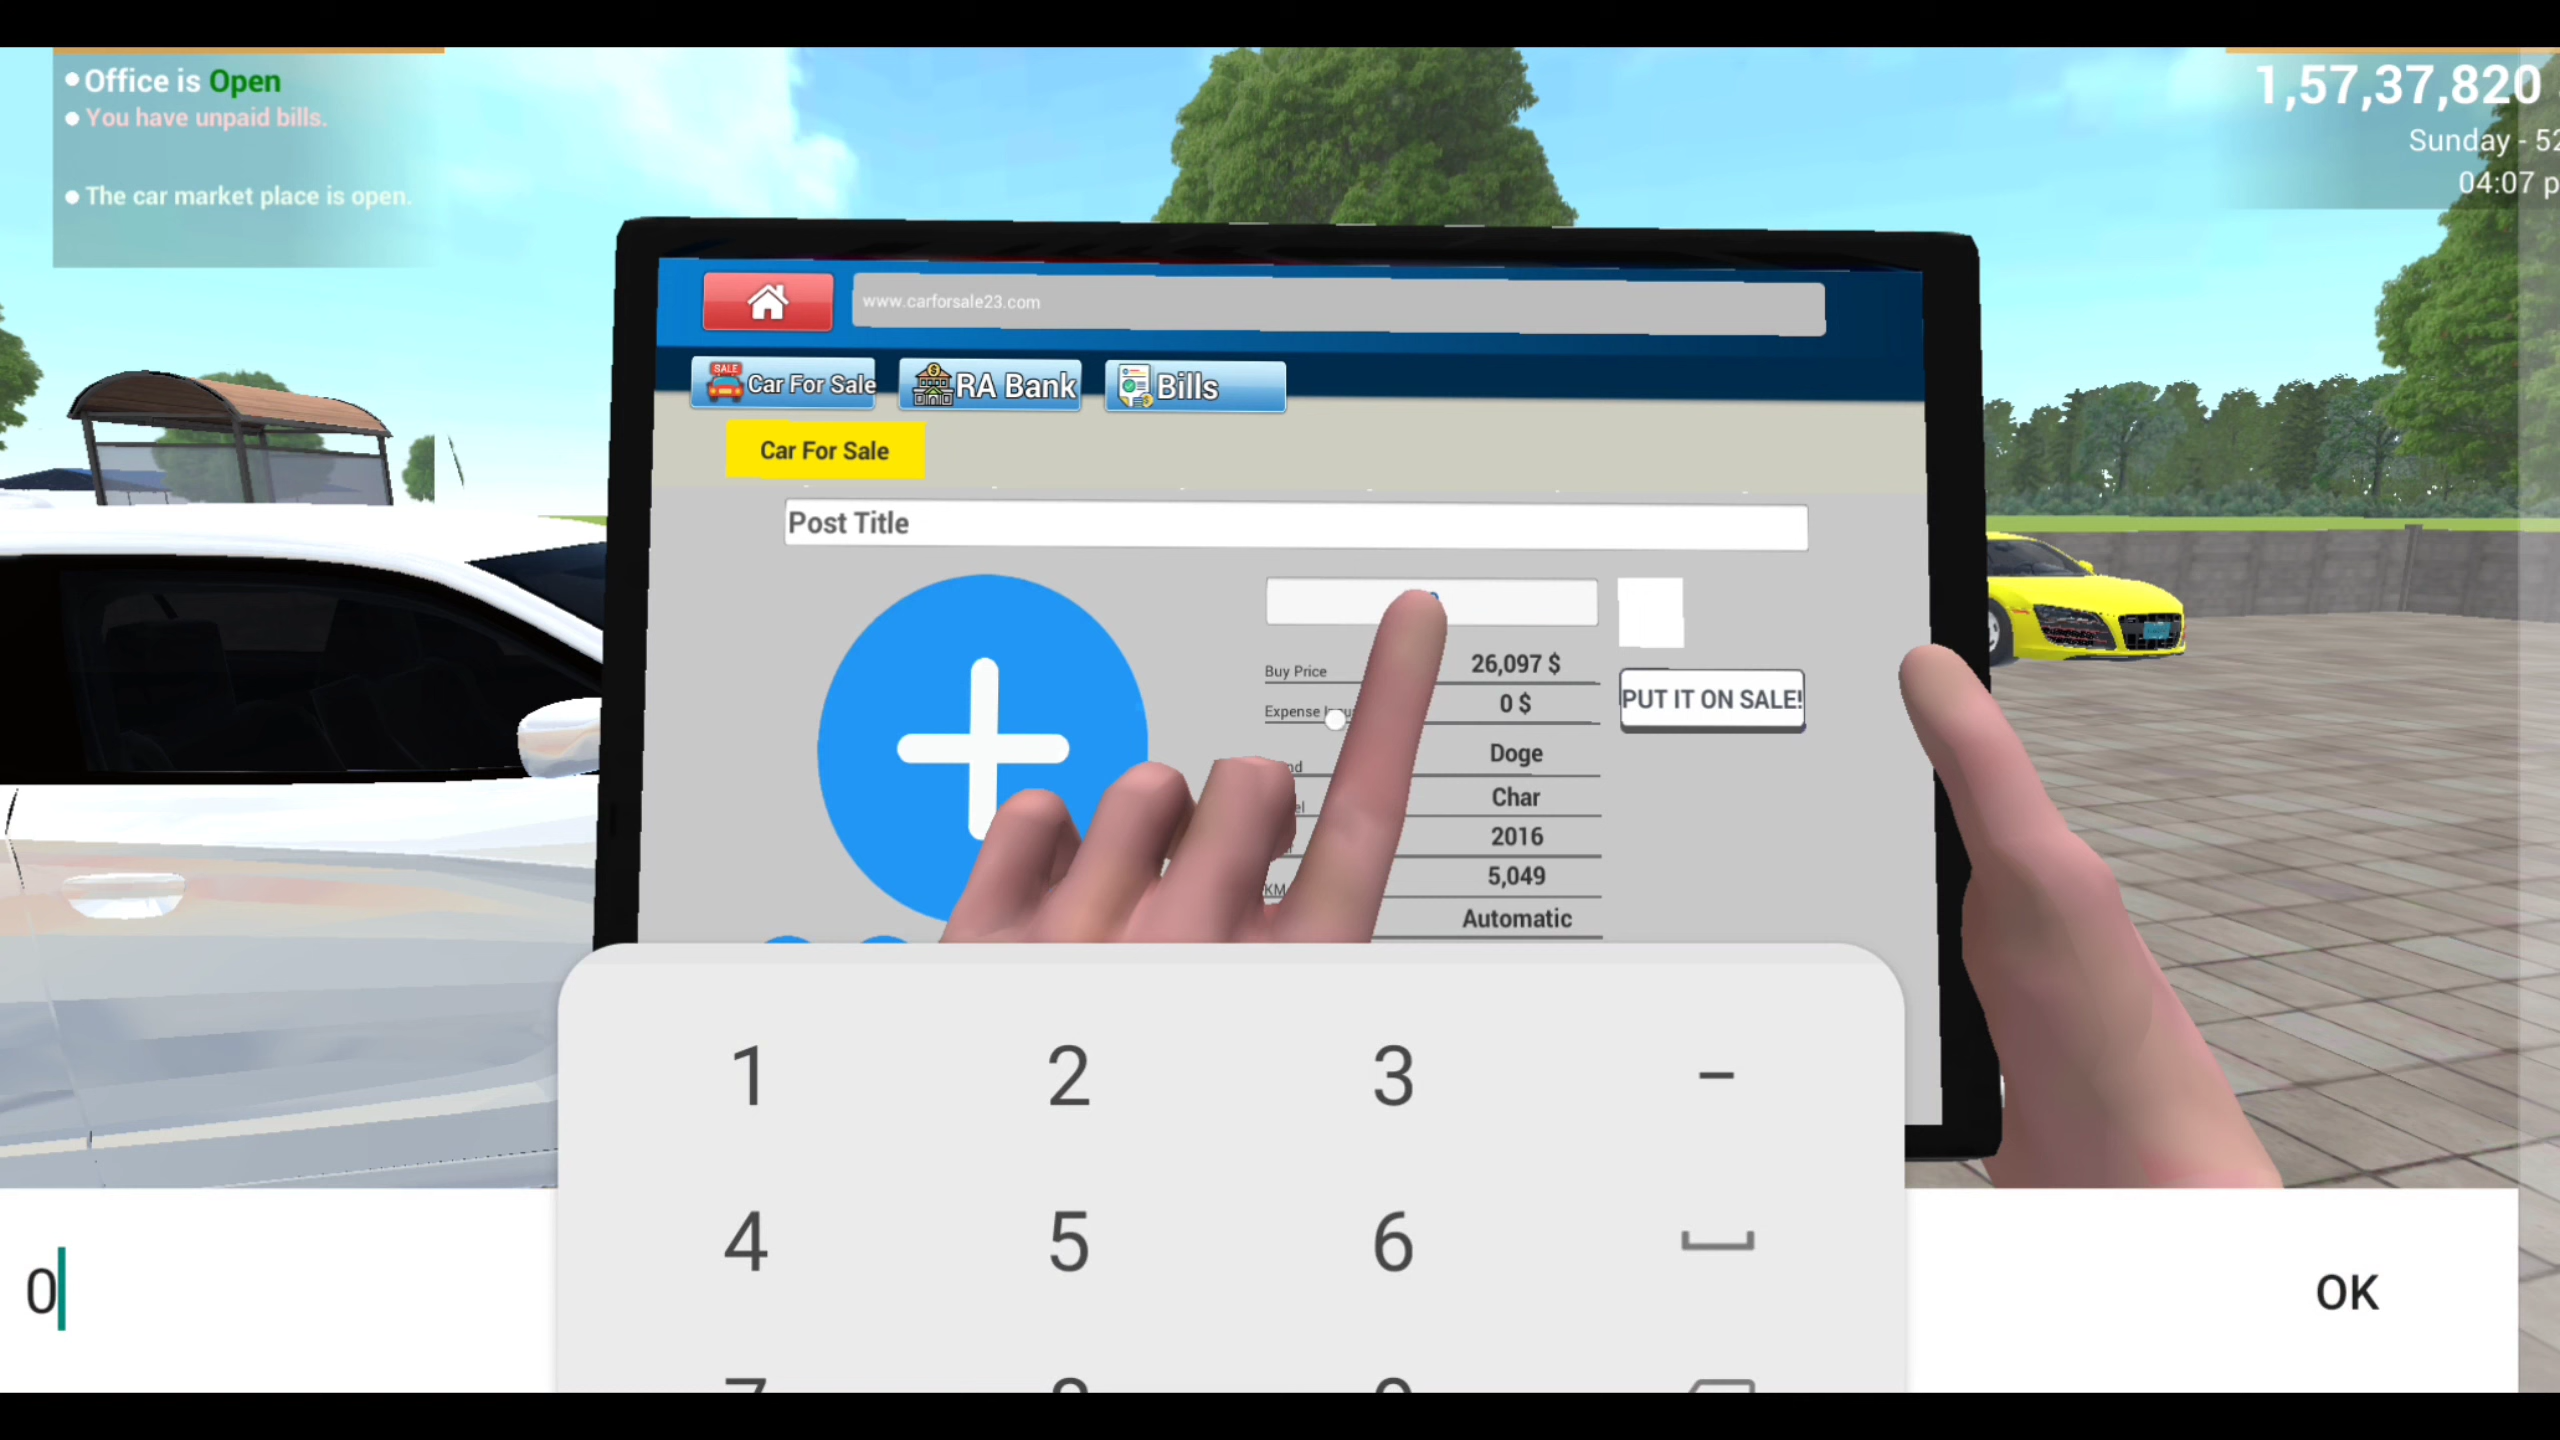 Office is Open
You have unpaid bills.
The car market place is open.
1,57,37,820
Sunday - 52
04:07 p
www.carforsale23.com
SALE
Car For Sale
RA Bank
Bills
Car For Sale
Post Title
Buy Price 26,097 $
Expense 0 $
PUT IT ON SALE!
Doge
Char
2016
KM 5,049
Automatic
1 2 3 -
4 5 6
0
OK